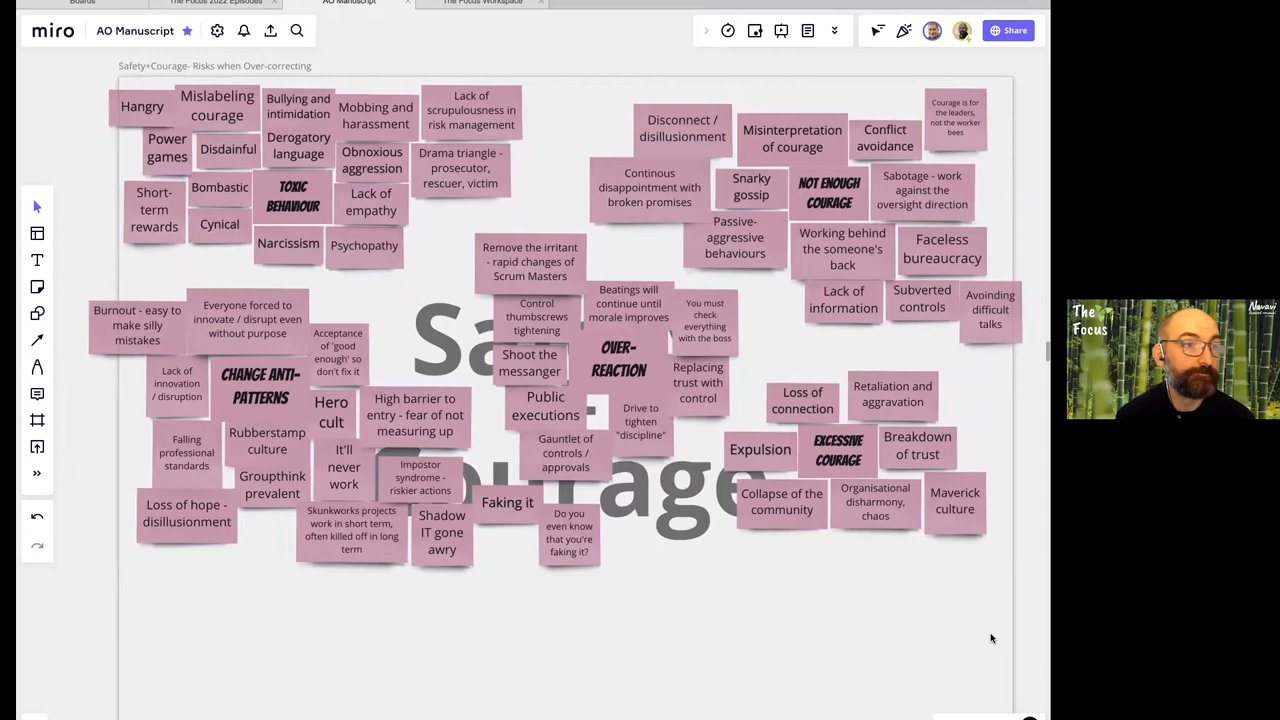 Boards
The Focus 2022 Episodes
AO Manuscript
The Focus Workspace
miro
AO Manuscript
Share
Safety+Courage- Risks when Over-correcting
Hangry
Mislabeling
courage
Bullying and
intimidation
Mobbing and
harassment
Lack of
scrupulousness in
risk management
Power
games
Disdainful
Derogatory
language
Obnoxious
aggression
Drama triangle -
prosecutor,
rescuer, victim
Short-
term
rewards
Bombastic
TOXIC
BEHAVIOUR
Lack of
empathy
Cynical
Narcissism
Psychopathy
Disconnect /
disillusionment
Misinterpretation
of courage
Conflict
avoidance
Courage is for
the leaders,
not the worker
bees
Continous
disappointment with
broken promises
Snarky
gossip
NOT ENOUGH
COURAGE
Sabotage - work
against the
oversight direction
Passive-
aggressive
behaviours
Working behind
the someone's
back
Faceless
bureaucracy
Lack of
information
Subverted
controls
Avoinding
difficult
talks
Remove the irritant
- rapid changes of
Scrum Masters
Control
thumbscrews
tightening
Beatings will
continue until
morale improves
You must
check
everything
with the boss
Shoot the
messanger
OVER-
REACTION
Replacing
trust with
control
Public
executions
Drive to
tighten
"discipline"
Gauntlet of
controls /
approvals
Burnout - easy to
make silly
mistakes
Everyone forced to
innovate / disrupt even
without purpose
Acceptance
of 'good
enough' so
don't fix it
Lack of
innovation
/ disruption
CHANGE ANTI-
PATTERNS
Hero
cult
High barrier to
entry - fear of not
measuring up
Falling
professional
standards
Rubberstamp
culture
It'll
never
work
Groupthink
prevalent
Impostor
syndrome -
riskier actions
Loss of hope -
disillusionment
Skunkworks projects
work in short term,
often killed off in long
term
Shadow
IT gone
awry
Faking it
Do you
even know
that you're
faking it?
Loss of
connection
Retaliation and
aggravation
Expulsion
EXCESSIVE
COURAGE
Breakdown
of trust
Collapse of the
community
Organisational
disharmony,
chaos
Maverick
culture
The
Focus
Novavi